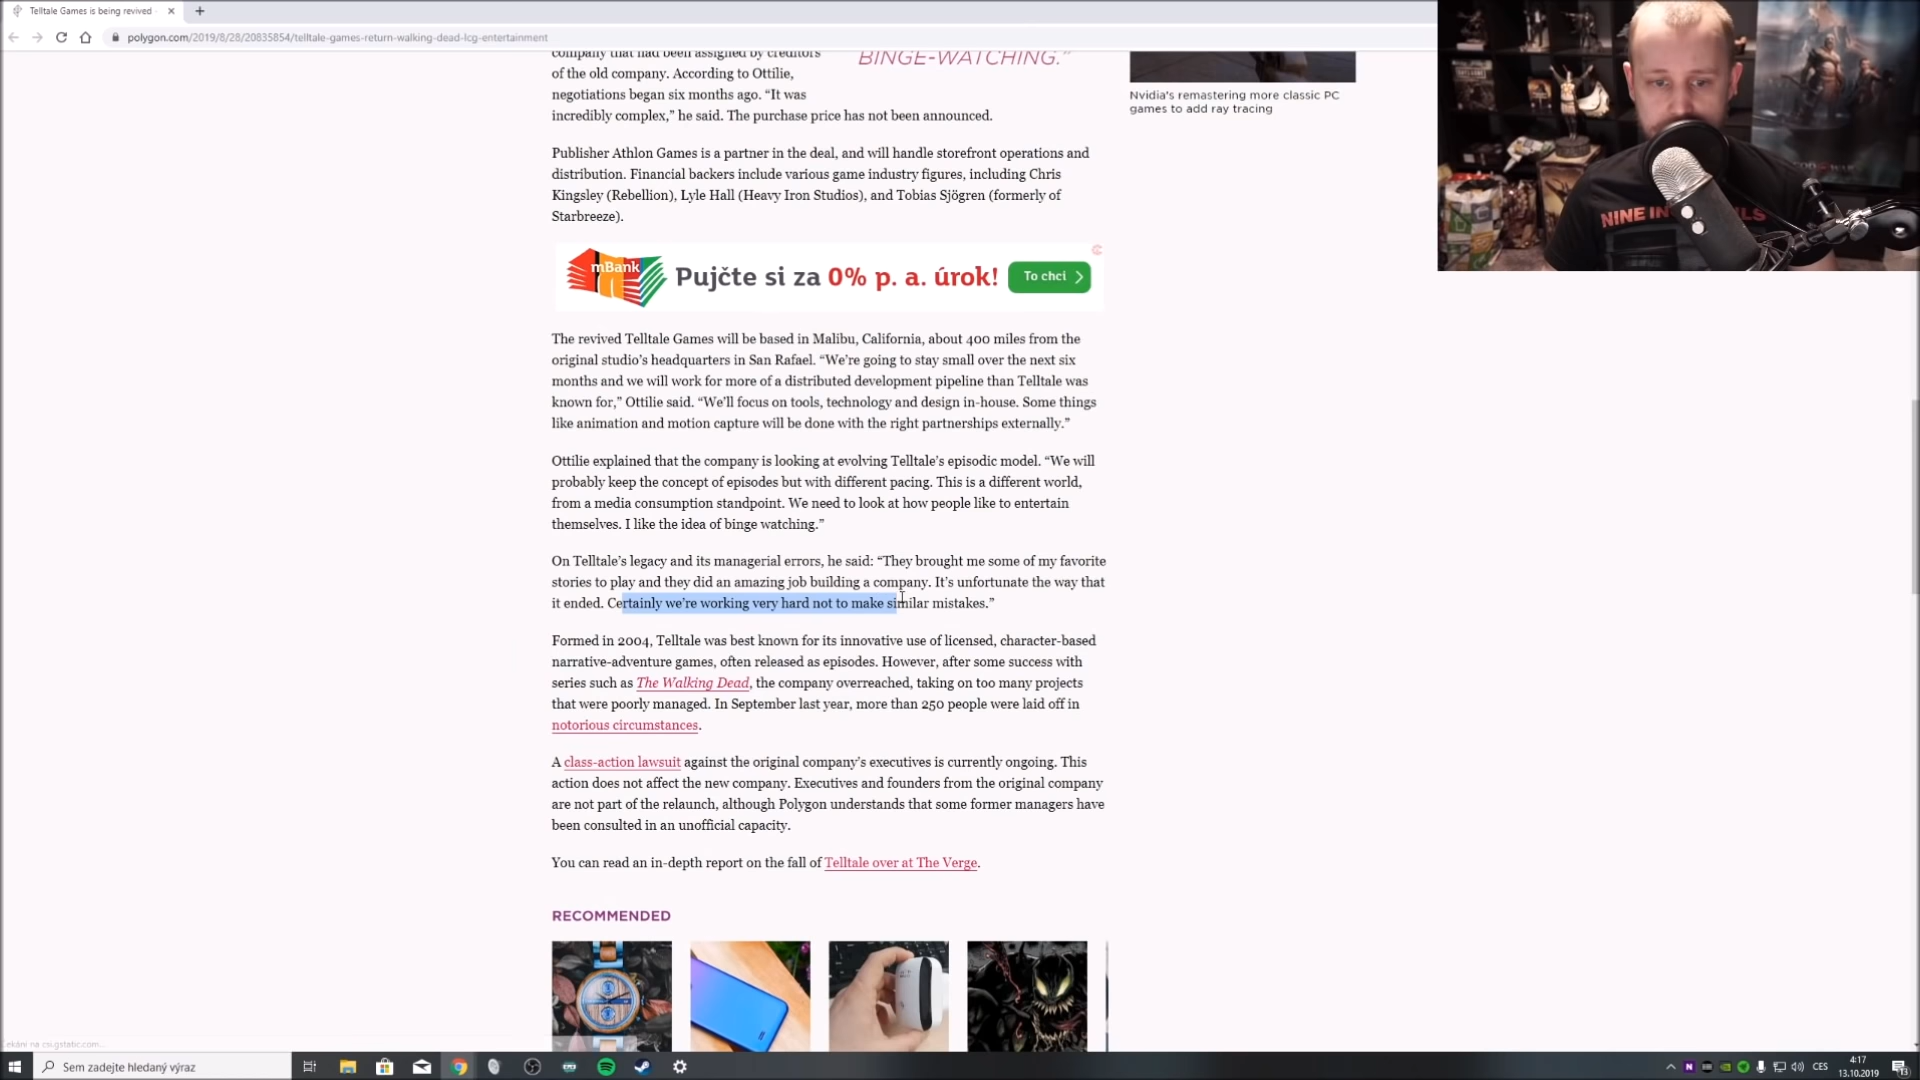 Telltale Games is being revived
polygon.com/2019/8/28/20835854/telltale-games-return-walking-dead-lcg-entertainment
company that had been assigned by creditors
of the old company. According to Ottilie,
negotiations began six months ago. “It was
incredibly complex,” he said. The purchase price has not been announced.
BINGE-WATCHING.”
Nvidia's remastering more classic PC
games to add ray tracing
NINE IN
LS
Publisher Athlon Games is a partner in the deal, and will handle storefront operations and
distribution. Financial backers include various game industry figures, including Chris
Kingsley (Rebellion), Lyle Hall (Heavy Iron Studios), and Tobias Sjögren (formerly of
Starbreeze).
mBank
Pujčte si za 0% p. a. úrok!
To chci
The revived Telltale Games will be based in Malibu, California, about 400 miles from the
original studio’s headquarters in San Rafael. “We’re going to stay small over the next six
months and we will work for more of a distributed development pipeline than Telltale was
known for,” Ottilie said. “We’ll focus on tools, technology and design in-house. Some things
like animation and motion capture will be done with the right partnerships externally.”
Ottilie explained that the company is looking at evolving Telltale’s episodic model. “We will
probably keep the concept of episodes but with different pacing. This is a different world,
from a media consumption standpoint. We need to look at how people like to entertain
themselves. I like the idea of binge watching.”
On Telltale’s legacy and its managerial errors, he said: “They brought me some of my favorite
stories to play and they did an amazing job building a company. It’s unfortunate the way that
it ended. Certainly we’re working very hard not to make similar mistakes.”
Formed in 2004, Telltale was best known for its innovative use of licensed, character-based
narrative-adventure games, often released as episodes. However, after some success with
series such as The Walking Dead, the company overreached, taking on too many projects
that were poorly managed. In September last year, more than 250 people were laid off in
notorious circumstances.
A class-action lawsuit against the original company’s executives is currently ongoing. This
action does not affect the new company. Executives and founders from the original company
are not part of the relaunch, although Polygon understands that some former managers have
been consulted in an unofficial capacity.
You can read an in-depth report on the fall of Telltale over at The Verge.
RECOMMENDED
Sem zadejte hledaný výraz
CES
4:17
13.10.2019